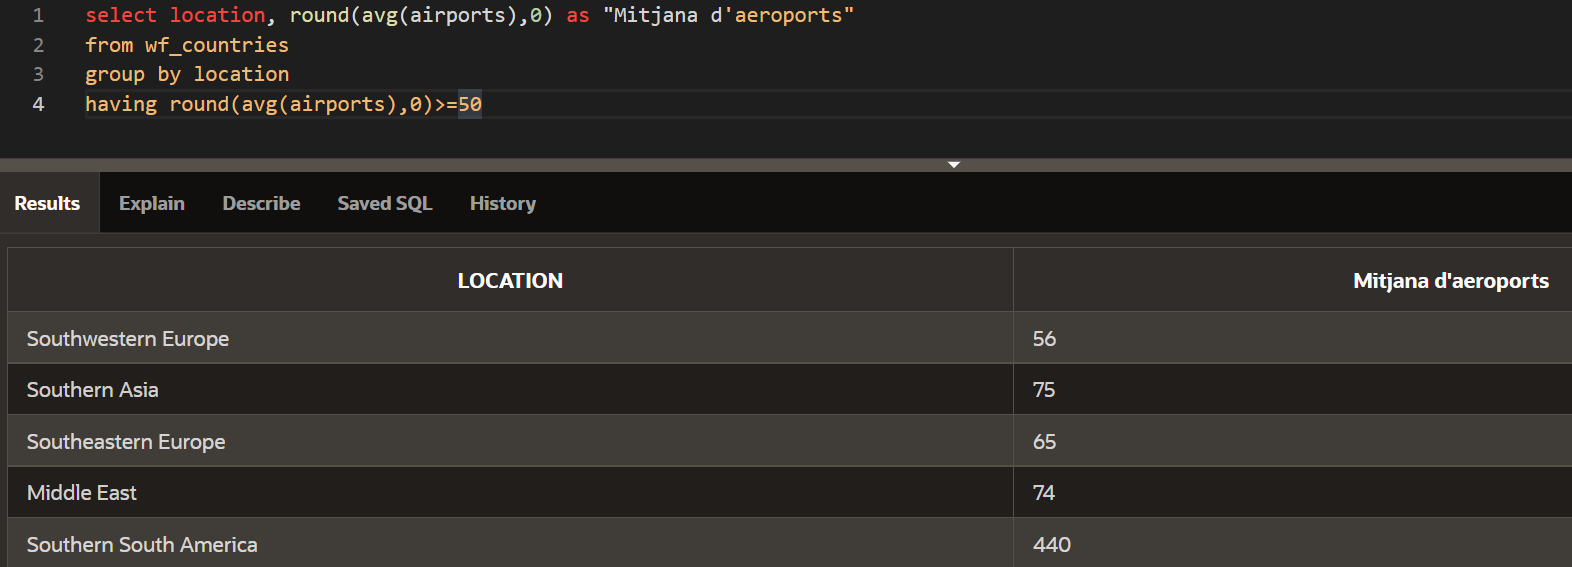 1 select location, round(avg(airports),0) as "Mitjana d'aeroports"
2 from wf_countries
3 group by location
4 having round(avg(airports),0)>=50
Results Explain Describe Saved SQL History
LOCATION Mitjana d'aeroports
Southwestern Europe 56
Southern Asia 75
Southeastern Europe 65
Middle East 74
Southern South America 440